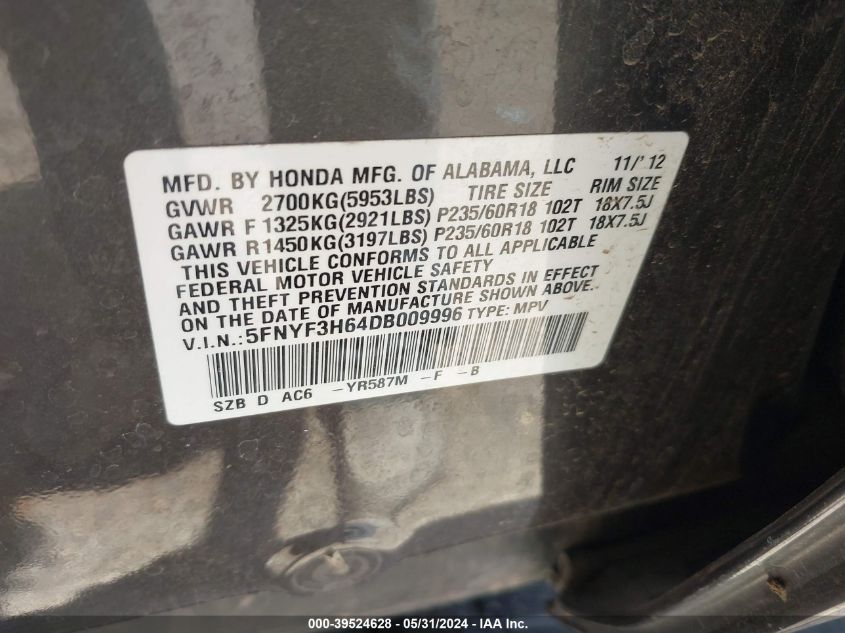 MFD. BY HONDA MFG. OF ALABAMA, LLC 11/'12
GVWR 2700KG(5953LBS) TIRE SIZE RIM SIZE
GAWR F 1325KG(2921LBS) P235/60R18 102T 18X7.5J
GAWR R 1450KG(3197LBS) P235/60R18 102T 18X7.5J
THIS VEHICLE CONFORMS TO ALL APPLICABLE
FEDERAL MOTOR VEHICLE SAFETY
AND THEFT PREVENTION STANDARDS IN EFFECT
ON THE DATE OF MANUFACTURE SHOWN ABOVE.
V.I.N.:5FNYF3H64DB009996 TYPE: MPV
SZB D AC6 -YR587M -F -B
000-39524628 - 05/31/2024 - IAAI Inc.